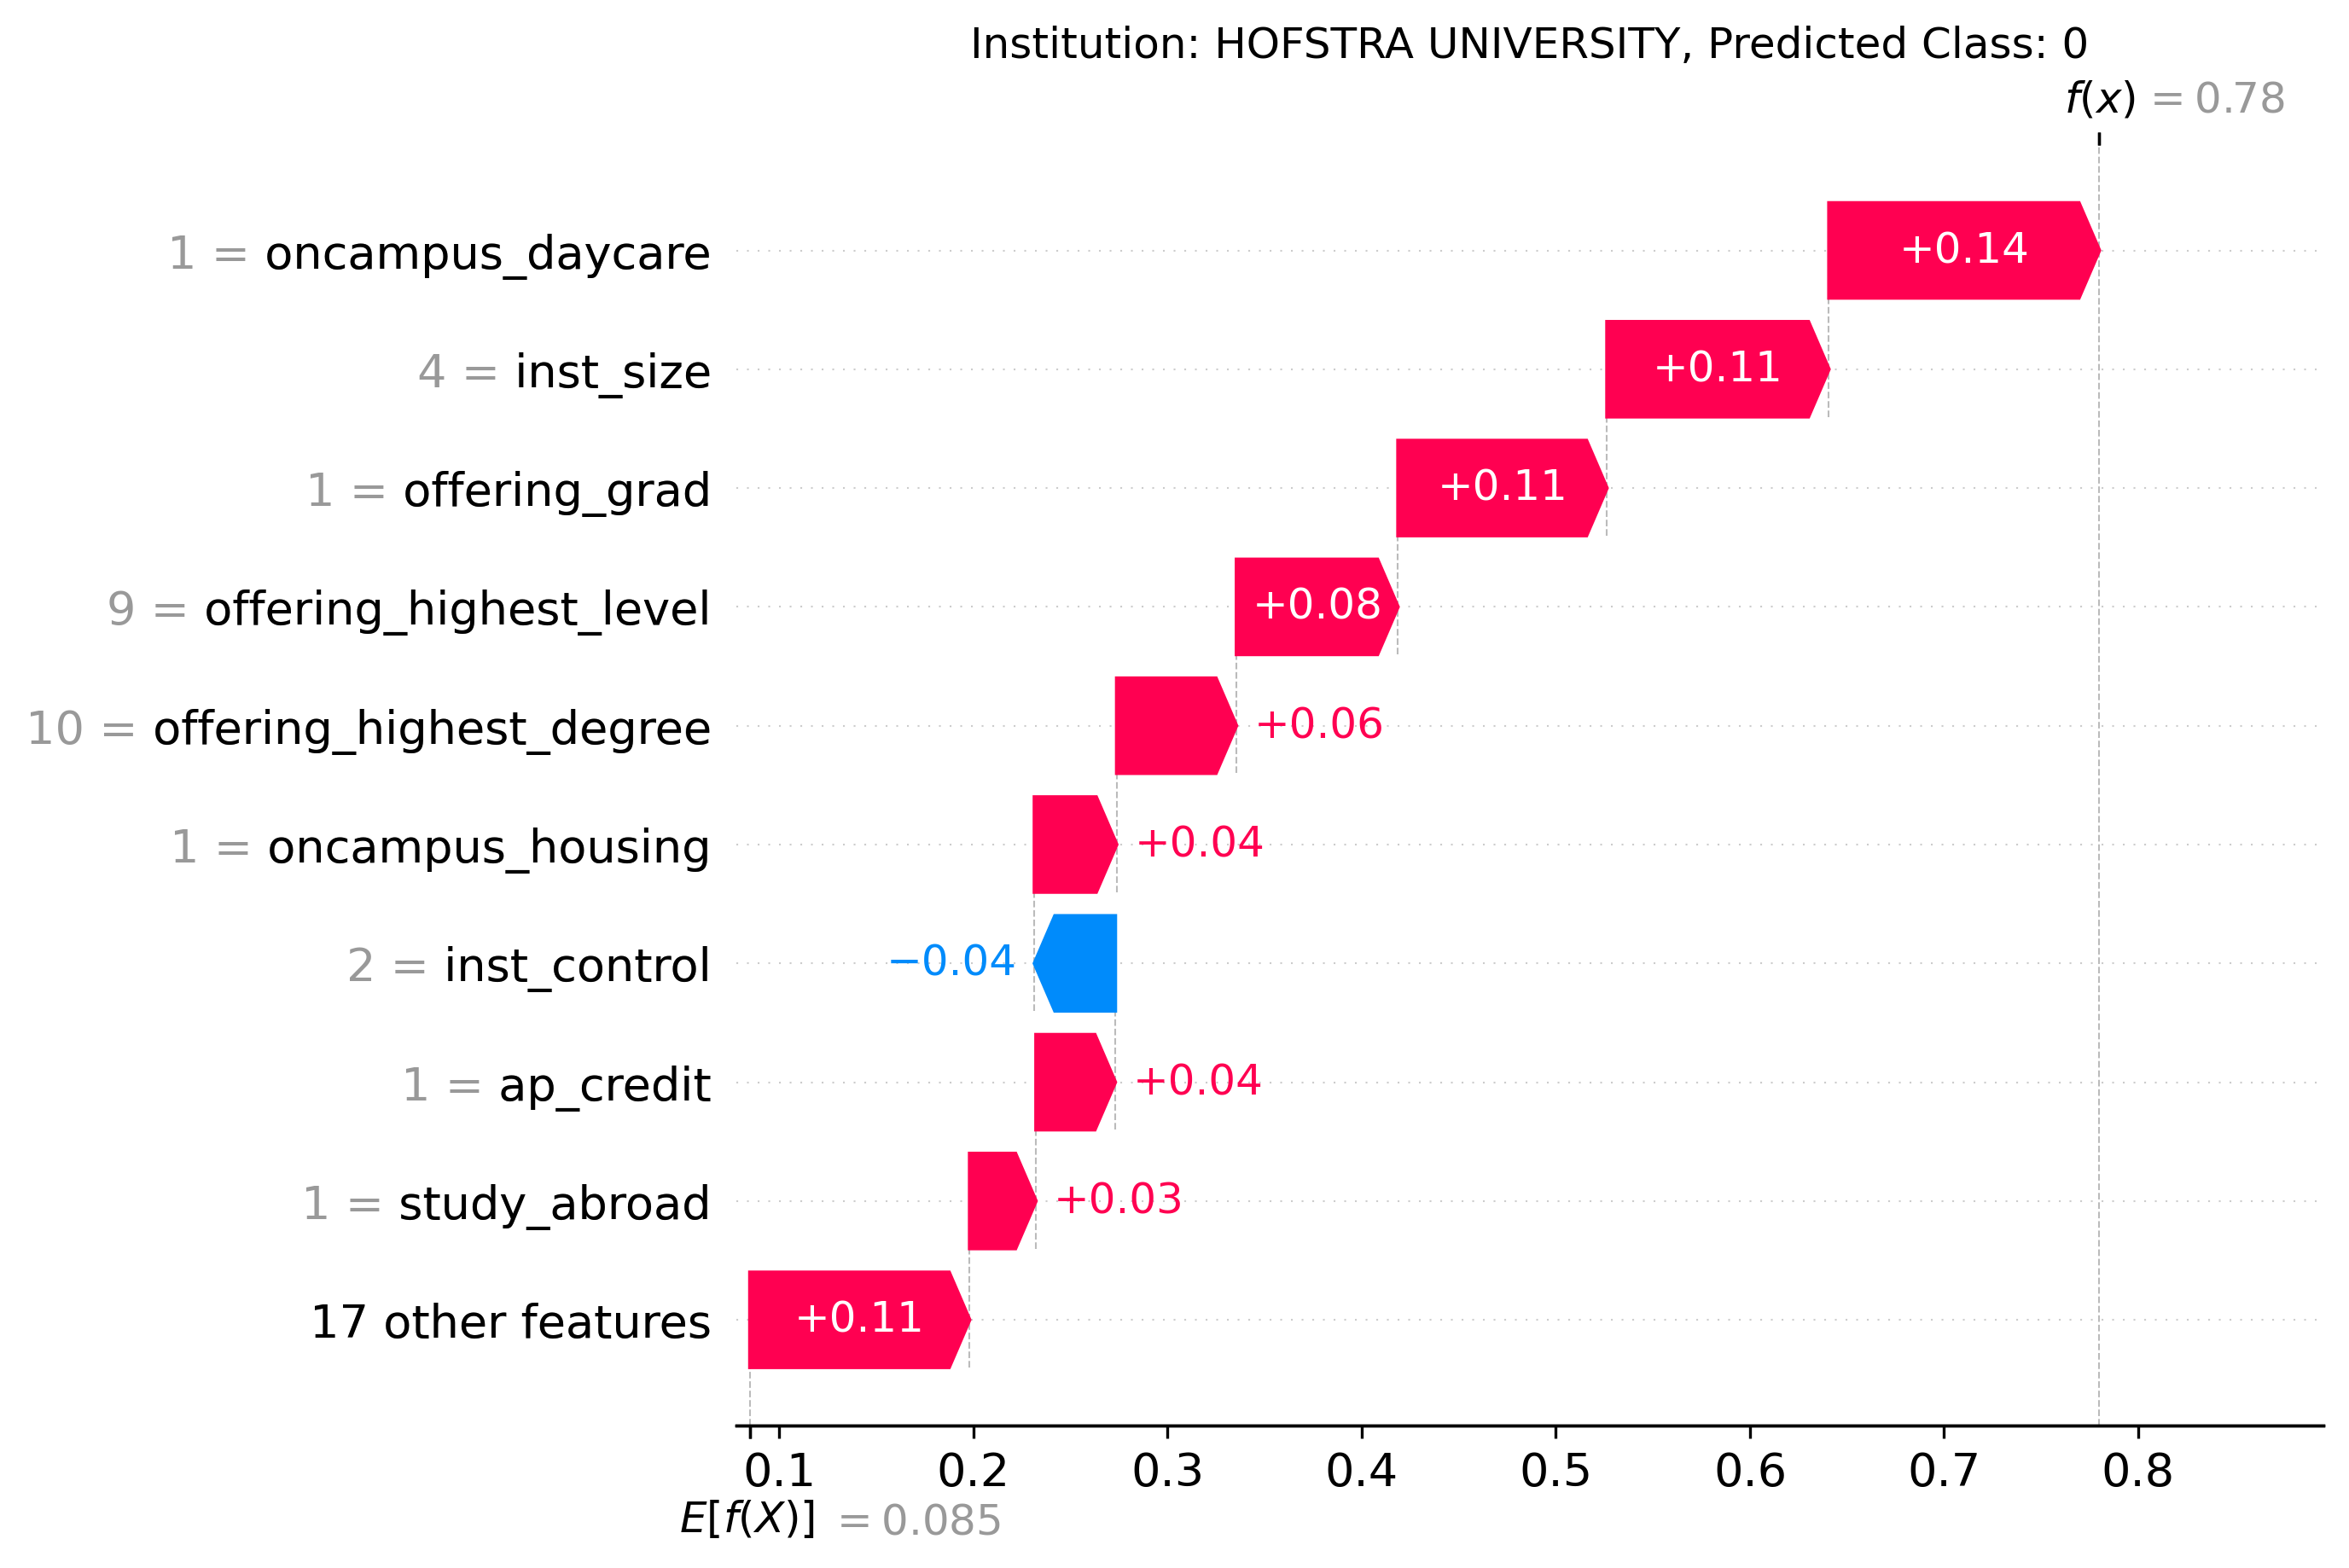 Institution: HOFSTRA UNIVERSITY, Predicted Class: 0
f(x) = 0.78
1 = oncampus_daycare +0.14
4 = inst_size +0.11
1 = offering_grad +0.11
9 = offering_highest_level +0.08
10 = offering_highest_degree +0.06
1 = oncampus_housing +0.04
2 = inst_control −0.04
1 = ap_credit +0.04
1 = study_abroad +0.03
17 other features +0.11
0.1 0.2 0.3 0.4 0.5 0.6 0.7 0.8
E[f(X)] = 0.085